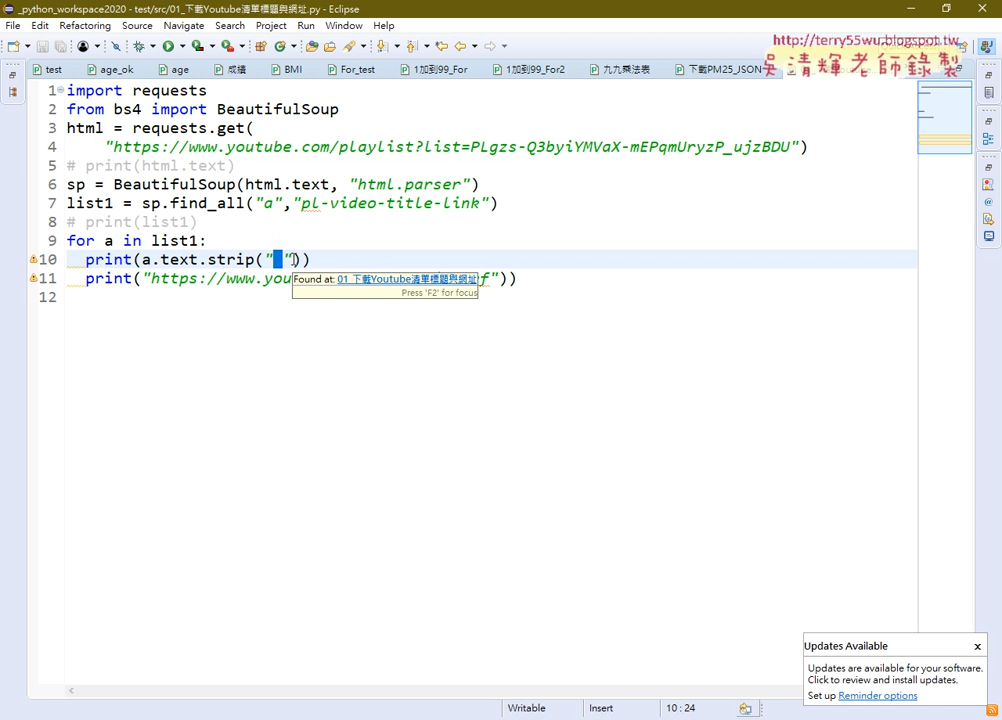 _python_workspace2020 - test/src/01_下載Youtube清單標題與網址.py - Eclipse
File Edit Refactoring Source Navigate Search Project Run Window Help
http://terry55wu.blogspot.tw
吳清輝老師錄製
test age_ok age 成績 BMI For_test 1加到99_For 1加到99_For2 九九乘法表 下載PM25_JSON
1 import requests
2 from bs4 import BeautifulSoup
3 html = requests.get(
4 "https://www.youtube.com/playlist?list=PLgzs-Q3byiYMVaX-mEPqmUryzP_ujzBDU")
5 # print(html.text)
6 sp = BeautifulSoup(html.text, "html.parser")
7 list1 = sp.find_all("a","pl-video-title-link")
8 # print(list1)
9 for a in list1:
10 print(a.text.strip(" "))
11 print("https://www.you f"))
12
Found at: 01_下載Youtube清單標題與網址
Press 'F2' for focus
Updates Available x
Updates are available for your software.
Click to review and install updates.
Set up Reminder options
Writable Insert 10 : 24